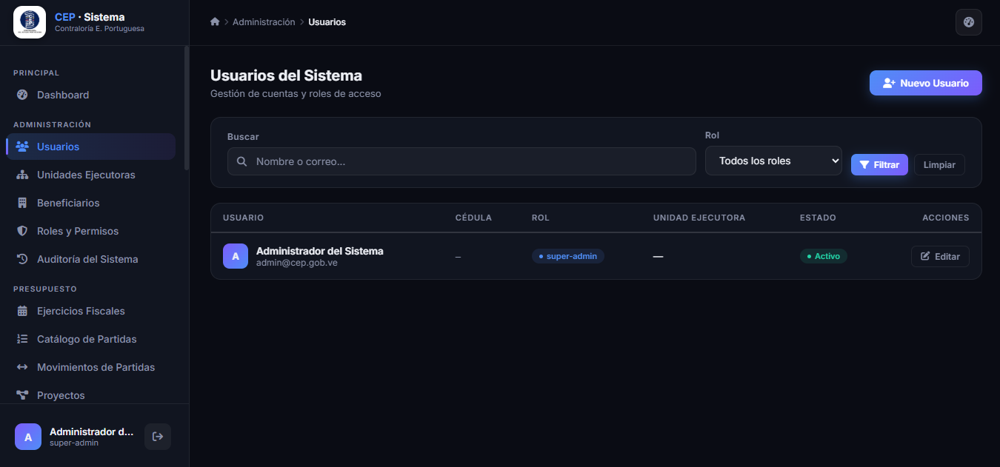 CEP · Sistema
Contraloría E. Portuguesa
PRINCIPAL
Dashboard
ADMINISTRACIÓN
Usuarios
Unidades Ejecutoras
Beneficiarios
Roles y Permisos
Auditoría del Sistema
PRESUPUESTO
Ejercicios Fiscales
Catálogo de Partidas
Movimientos de Partidas
Proyectos
Administrador d...
super-admin
Administración Usuarios
Usuarios del Sistema
Gestión de cuentas y roles de acceso
Nuevo Usuario
Buscar
Nombre o correo...
Rol
Todos los roles
Filtrar
Limpiar
USUARIO CÉDULA ROL UNIDAD EJECUTORA ESTADO ACCIONES
A Administrador del Sistema – super-admin — Activo Editar
admin@cep.gob.ve
A